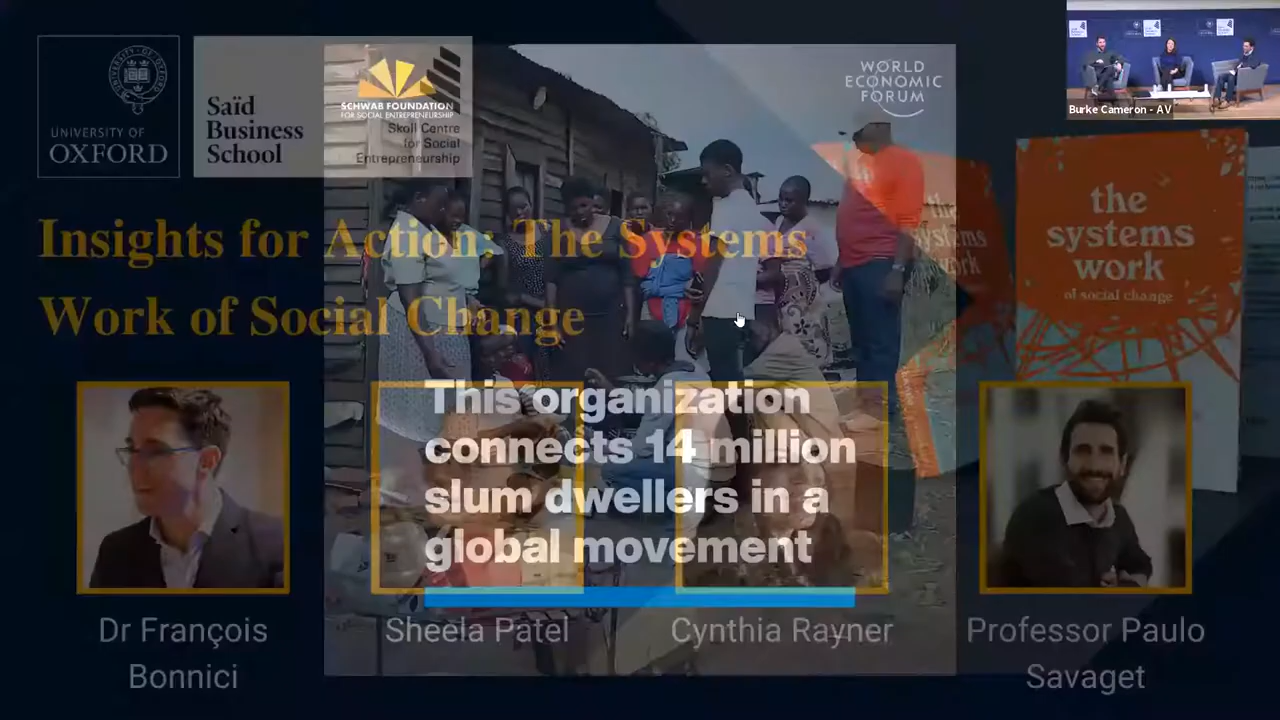 UNIVERSITY OF
OXFORD
Saïd
Business
School
SCHWAB FOUNDATION
FOR SOCIAL ENTREPRENEURSHIP
Skoll Centre
for Social
Entrepreneurship
WORLD
ECONOMIC
FORUM
Burke Cameron - AV
Insights for Action: The Systems
Work of Social Change
the
systems
work
of social change
This organization
connects 14 million
slum dwellers in a
global movement
Dr François
Bonnici
Sheela Patel
Cynthia Rayner
Professor Paulo
Savaget